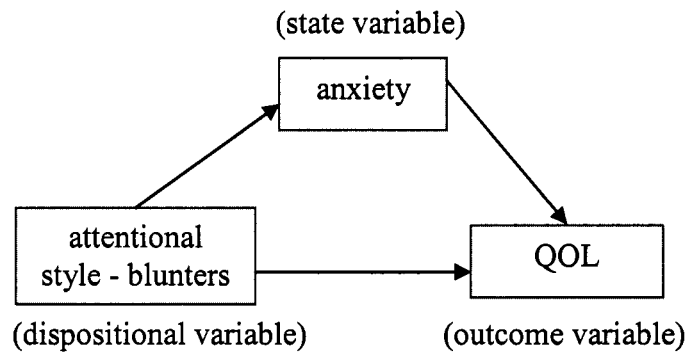 (state variable)
anxiety
attentional
style - blunters
QOL
(dispositional variable)
(outcome variable)